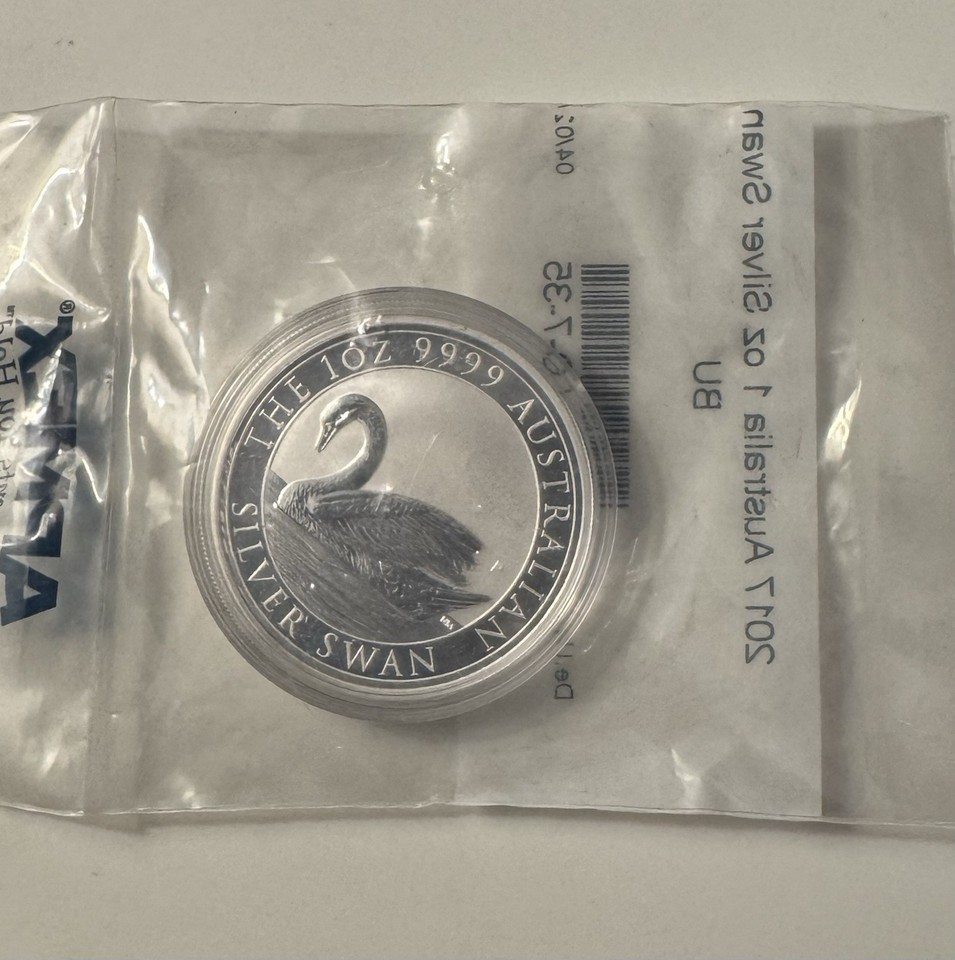 THE 1OZ 9999 AUSTRALIAN
SILVER SWAN
2017 Australia 1 oz Silver Swan
BU
APMEX®